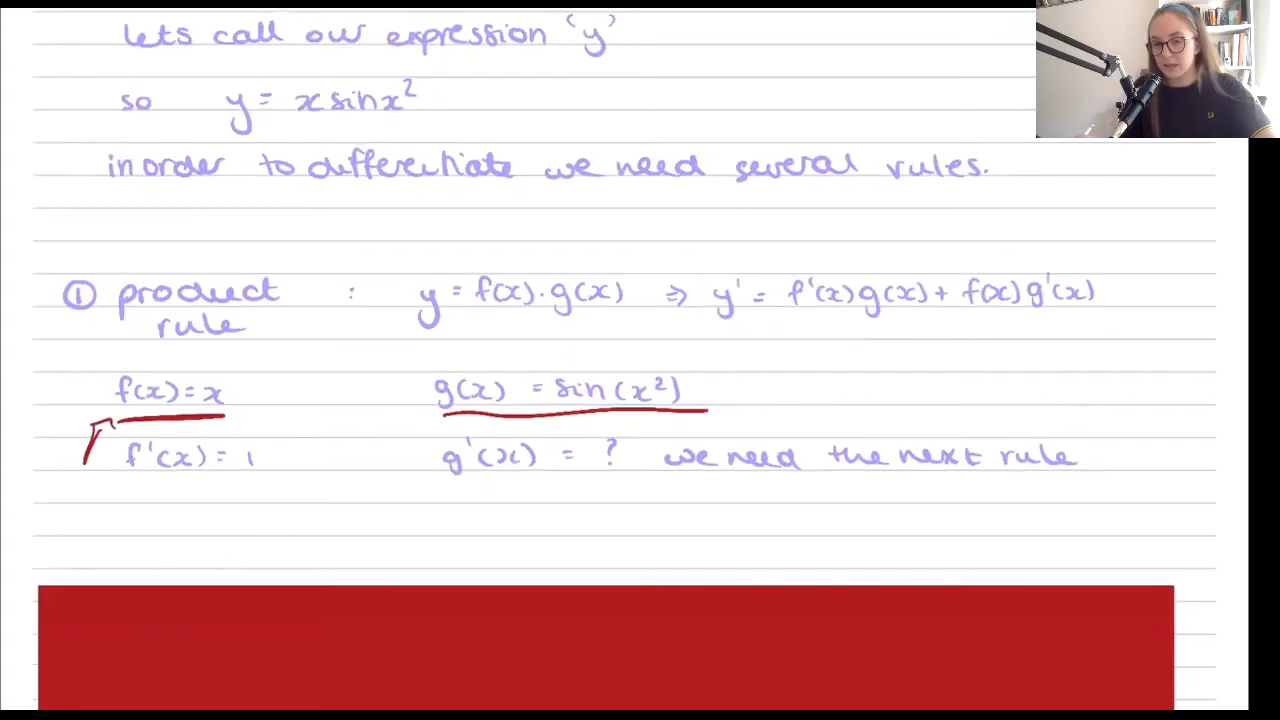 lets call our expression 'y'
so y = x sin x²
in order to differentiate we need several rules.
① product rule : y = f(x) · g(x) ⇒ y' = f'(x)g(x) + f(x)g'(x)
f(x) = x g(x) = sin(x²)
f'(x) = 1 g'(x) = ? we need the next rule